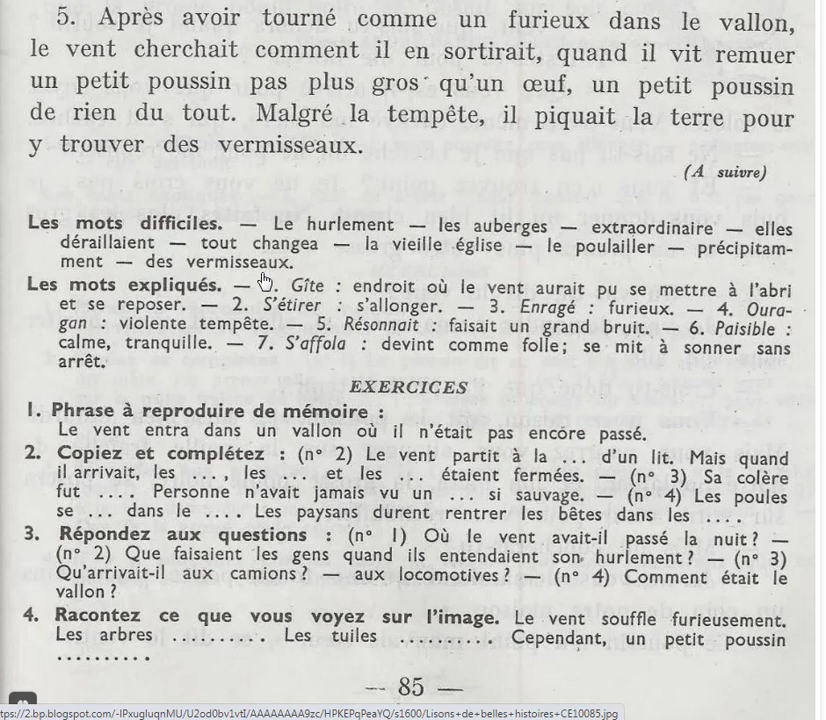 5. Après avoir tourné comme un furieux dans le vallon,
le vent cherchait comment il en sortirait, quand il vit remuer
un petit poussin pas plus gros qu'un œuf, un petit poussin
de rien du tout. Malgré la tempête, il piquait la terre pour
y trouver des vermisseaux.
(A suivre)
Les mots difficiles. — Le hurlement — les auberges — extraordinaire — elles
déraillaient — tout changea — la vieille église — le poulailler — précipitam-
ment — des vermisseaux.
Les mots expliqués. — 1. Gîte : endroit où le vent aurait pu se mettre à l'abri
et se reposer. — 2. S'étirer : s'allonger. — 3. Enragé : furieux. — 4. Oura-
gan : violente tempête. — 5. Résonnait : faisait un grand bruit. — 6. Paisible :
calme, tranquille. — 7. S'affola : devint comme folle; se mit à sonner sans
arrêt.
EXERCICES
1. Phrase à reproduire de mémoire :
Le vent entra dans un vallon où il n'était pas encore passé.
2. Copiez et complétez : (n° 2) Le vent partit à la ... d'un lit. Mais quand
il arrivait, les ..., les ... et les ... étaient fermées. — (n° 3) Sa colère
fut .... Personne n'avait jamais vu un ... si sauvage. — (n° 4) Les poules
se ... dans le .... Les paysans durent rentrer les bêtes dans les ....
3. Répondez aux questions : (n° 1) Où le vent avait-il passé la nuit? —
(n° 2) Que faisaient les gens quand ils entendaient son hurlement? — (n° 3)
Qu'arrivait-il aux camions? — aux locomotives? — (n° 4) Comment était le
vallon?
4. Racontez ce que vous voyez sur l'image. Le vent souffle furieusement.
Les arbres .......... Les tuiles .......... Cependant, un petit poussin
..........
— 85 —
tps://2.bp.blogspot.com/-IPxugluqnMU/U2od0bv1vtI/AAAAAAAA9zc/HPKEPqPeaYQ/s1600/Lisons+de+belles+histoires+CE10085.jpg